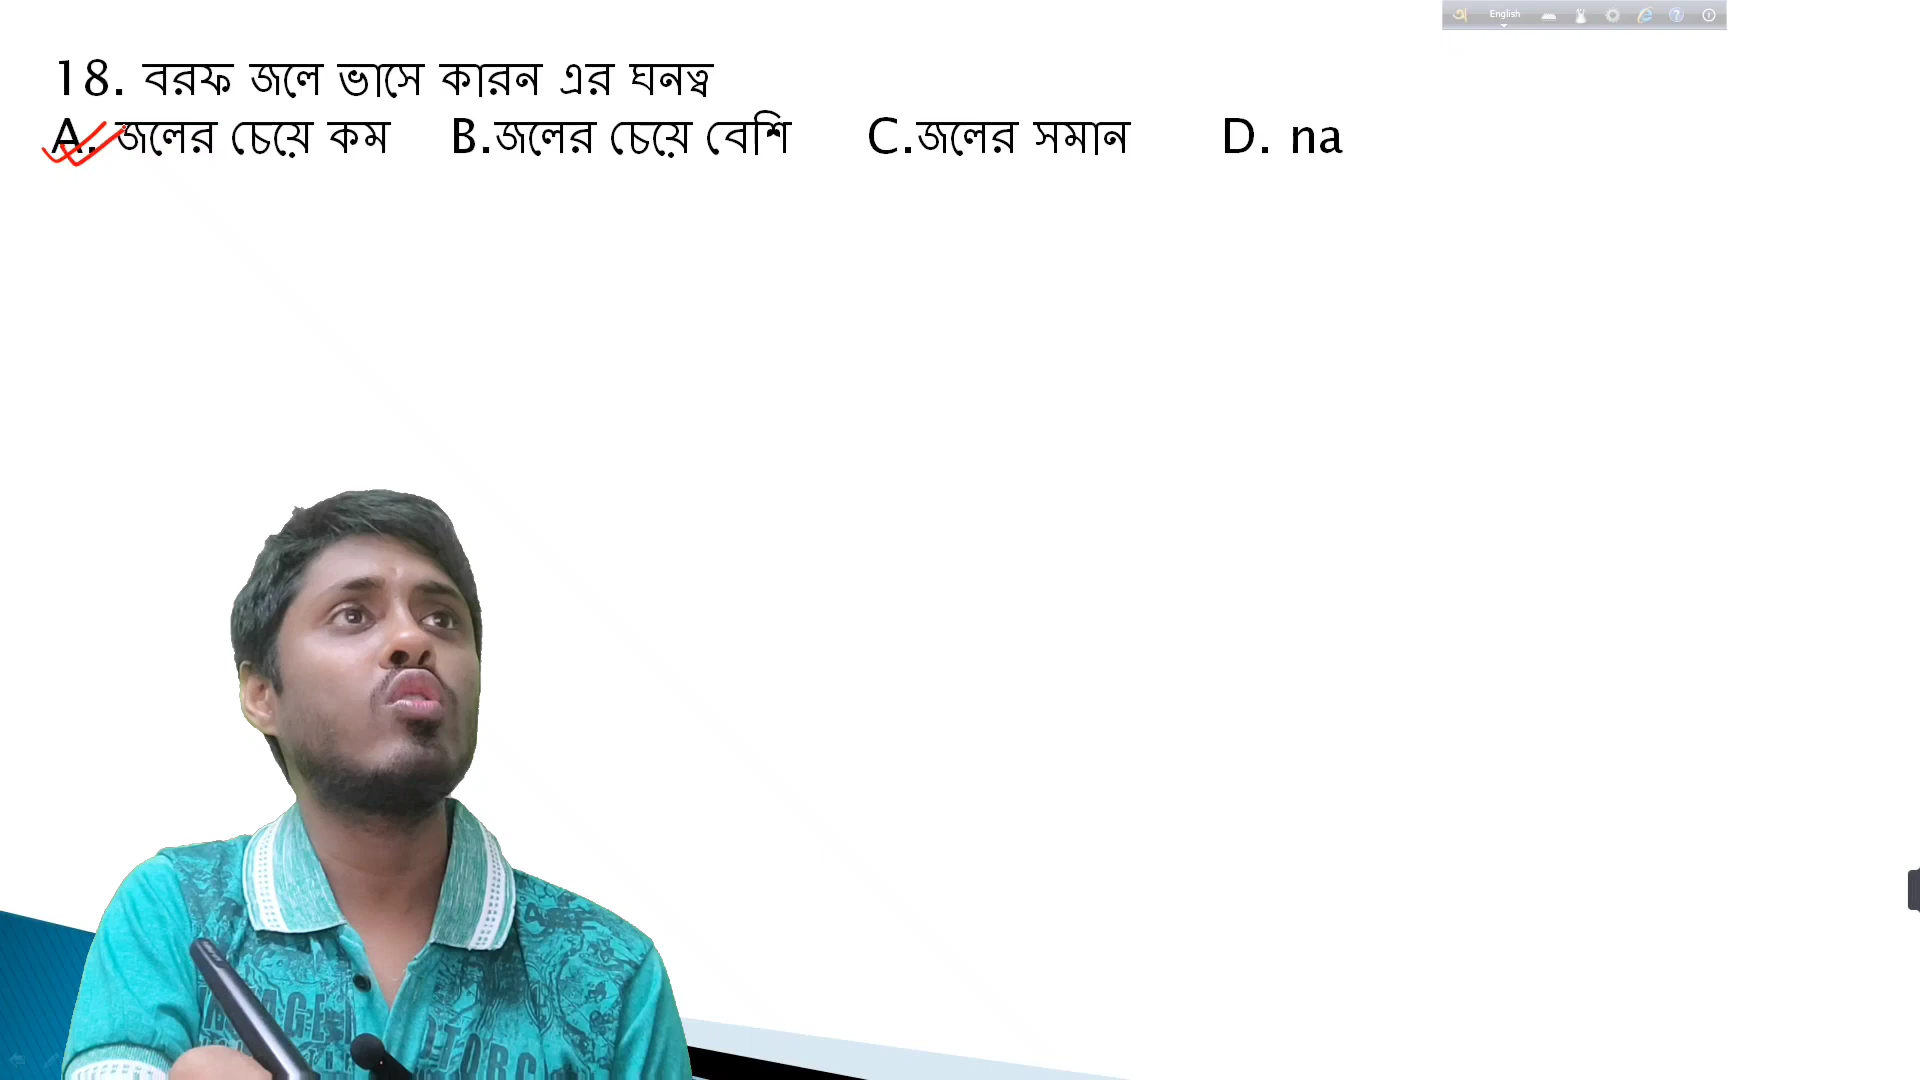 English
18. বরফ জলে ভাসে কারন এর ঘনত্ব
A. জলের চেয়ে কম B.জলের চেয়ে বেশি C.জলের সমান D. na